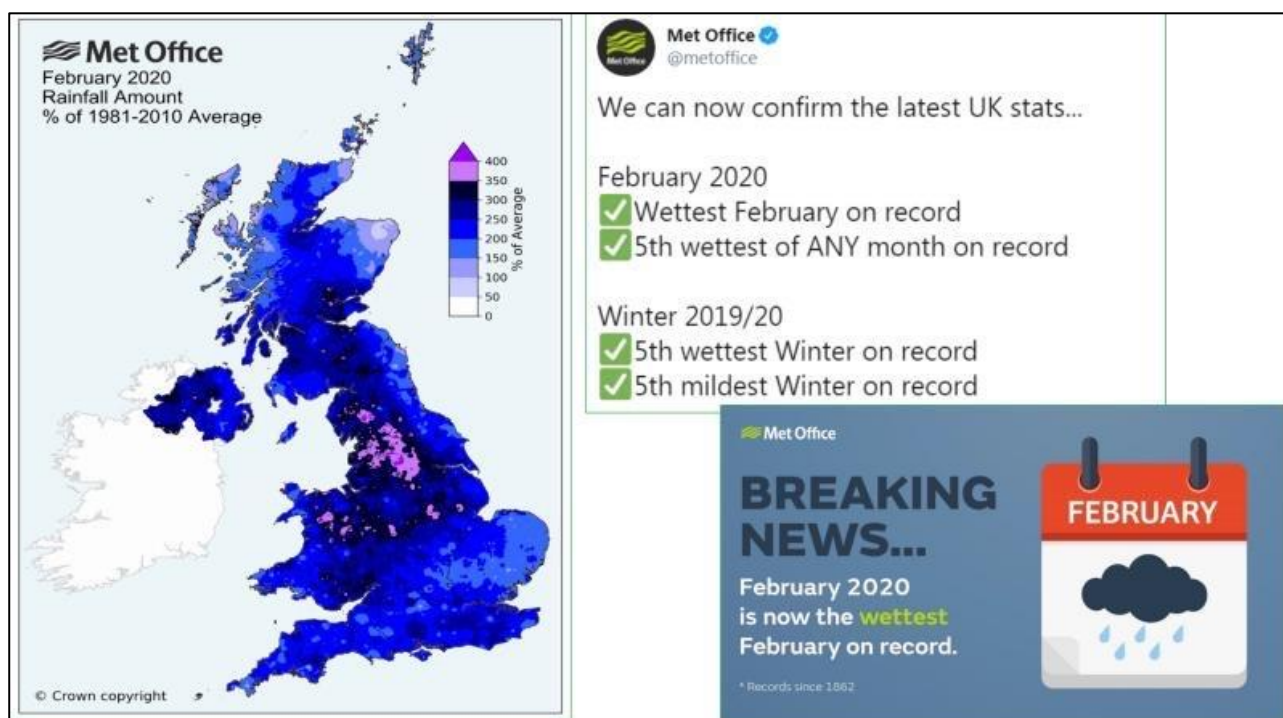 Met Office
February 2020
Rainfall Amount
% of 1981-2010 Average
400
350
300
250
200
150
100
50
0
% of Average
© Crown copyright
Met Office
@metoffice
Met Office
We can now confirm the latest UK stats...
February 2020
✅Wettest February on record
✅5th wettest of ANY month on record
Winter 2019/20
✅5th wettest Winter on record
✅5th mildest Winter on record
Met Office
BREAKING
NEWS...
February 2020
is now the wettest
February on record.
* Records since 1862
FEBRUARY